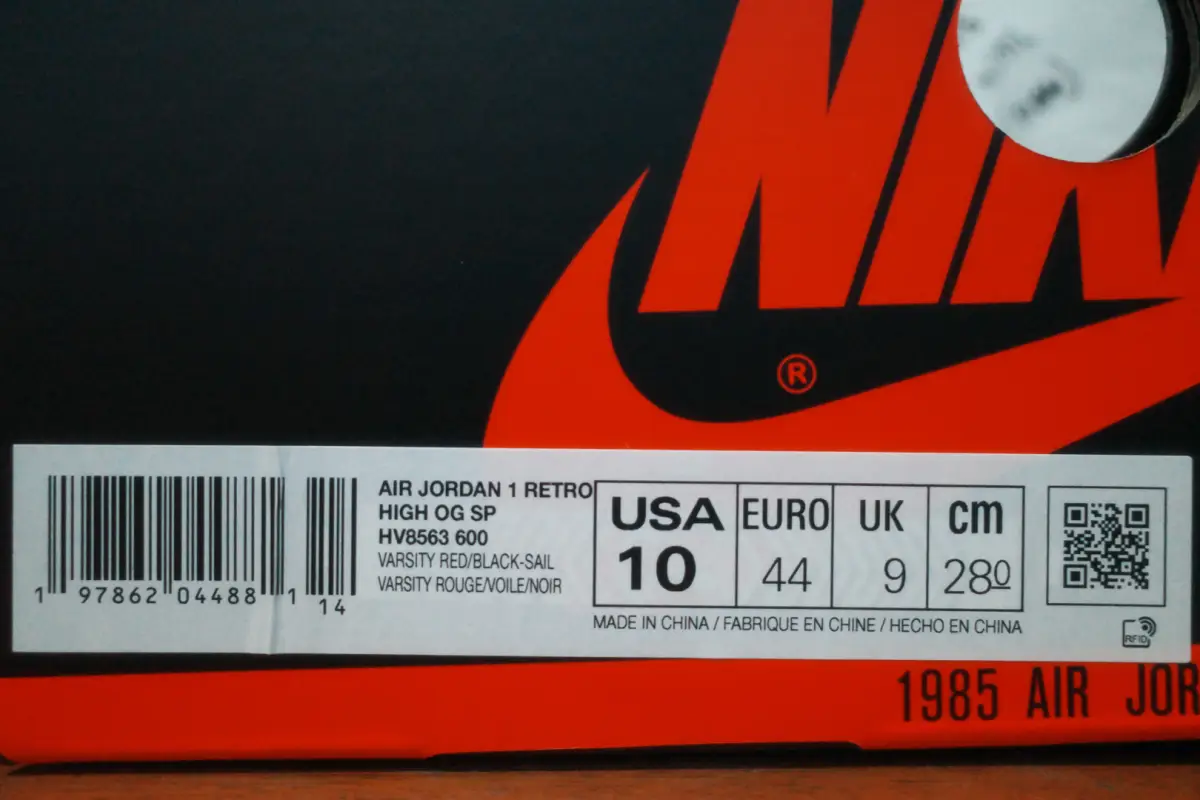 NIK
®
AIR JORDAN 1 RETRO
HIGH OG SP
HV8563 600
VARSITY RED/BLACK-SAIL
VARSITY ROUGE/VOILE/NOIR
1 97862 04488 1 14
USA EURO UK cm
10 44 9 280
MADE IN CHINA / FABRIQUE EN CHINE / HECHO EN CHINA
RFID
1985 AIR JOR